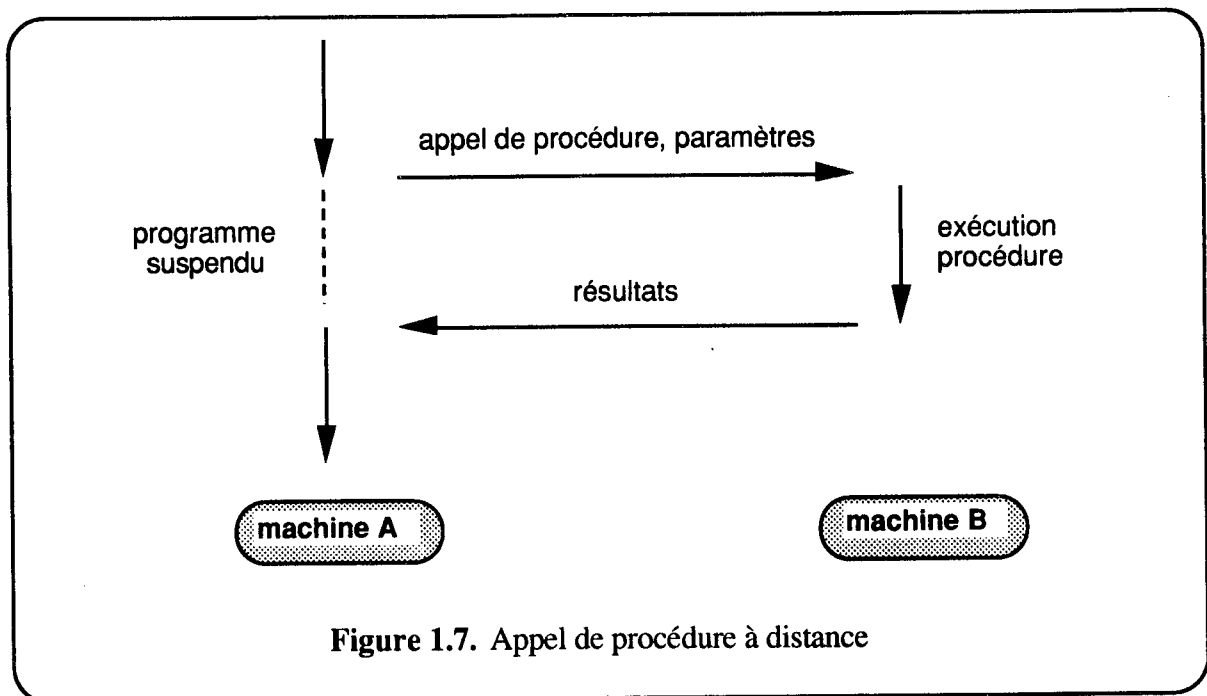 appel de procédure, paramètres
programme
suspendu
exécution
procédure
résultats
machine A
machine B
Figure 1.7. Appel de procédure à distance